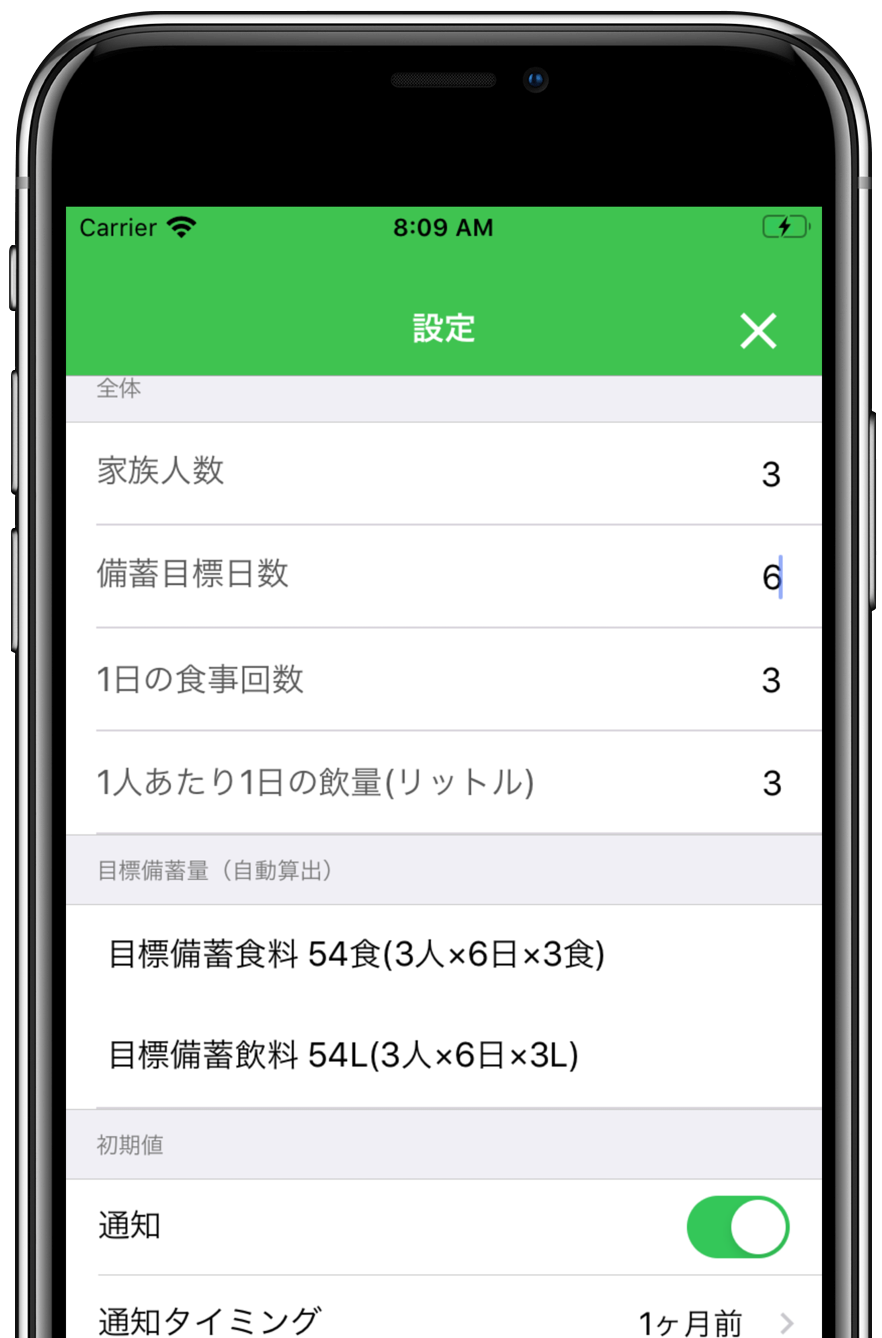 Carrier 8:09 AM
設定
全体
家族人数 3
備蓄目標日数 6
1日の食事回数 3
1人あたり1日の飲量(リットル) 3
目標備蓄量（自動算出）
目標備蓄食料 54食(3人×6日×3食)
目標備蓄飲料 54L(3人×6日×3L)
初期値
通知
通知タイミング 1ヶ月前